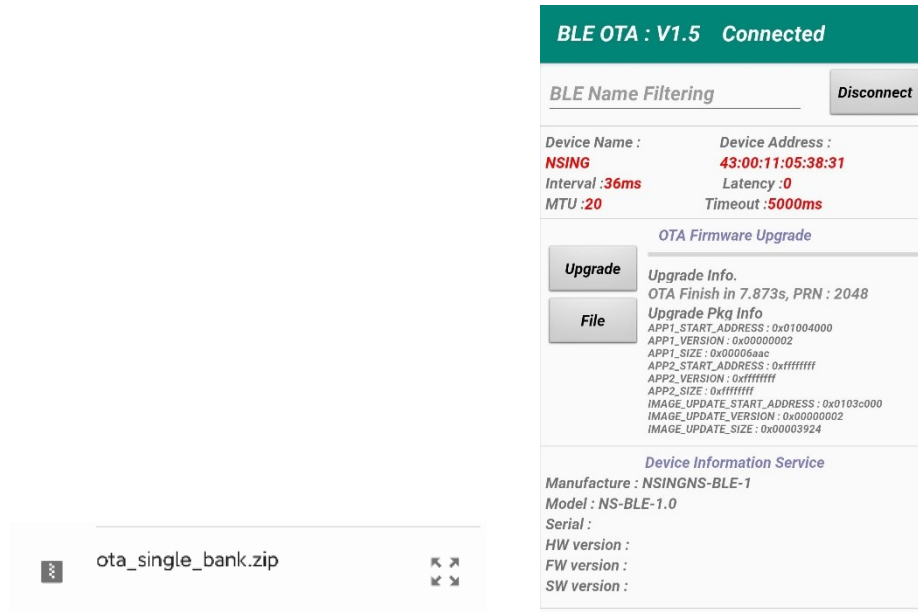 ota_single_bank.zip
BLE OTA : V1.5 Connected
BLE Name Filtering
Disconnect
Device Name : Device Address :
NSING 43:00:11:05:38:31
Interval :36ms Latency :0
MTU :20 Timeout :5000ms
OTA Firmware Upgrade
Upgrade
File
Upgrade Info.
OTA Finish in 7.873s, PRN : 2048
Upgrade Pkg Info
APP1_START_ADDRESS : 0x01004000
APP1_VERSION : 0x00000002
APP1_SIZE : 0x00006aac
APP2_START_ADDRESS : 0xffffffff
APP2_VERSION : 0xffffffff
APP2_SIZE : 0xffffffff
IMAGE_UPDATE_START_ADDRESS : 0x0103c000
IMAGE_UPDATE_VERSION : 0x00000002
IMAGE_UPDATE_SIZE : 0x00003924
Device Information Service
Manufacture : NSINGNS-BLE-1
Model : NS-BLE-1.0
Serial :
HW version :
FW version :
SW version :